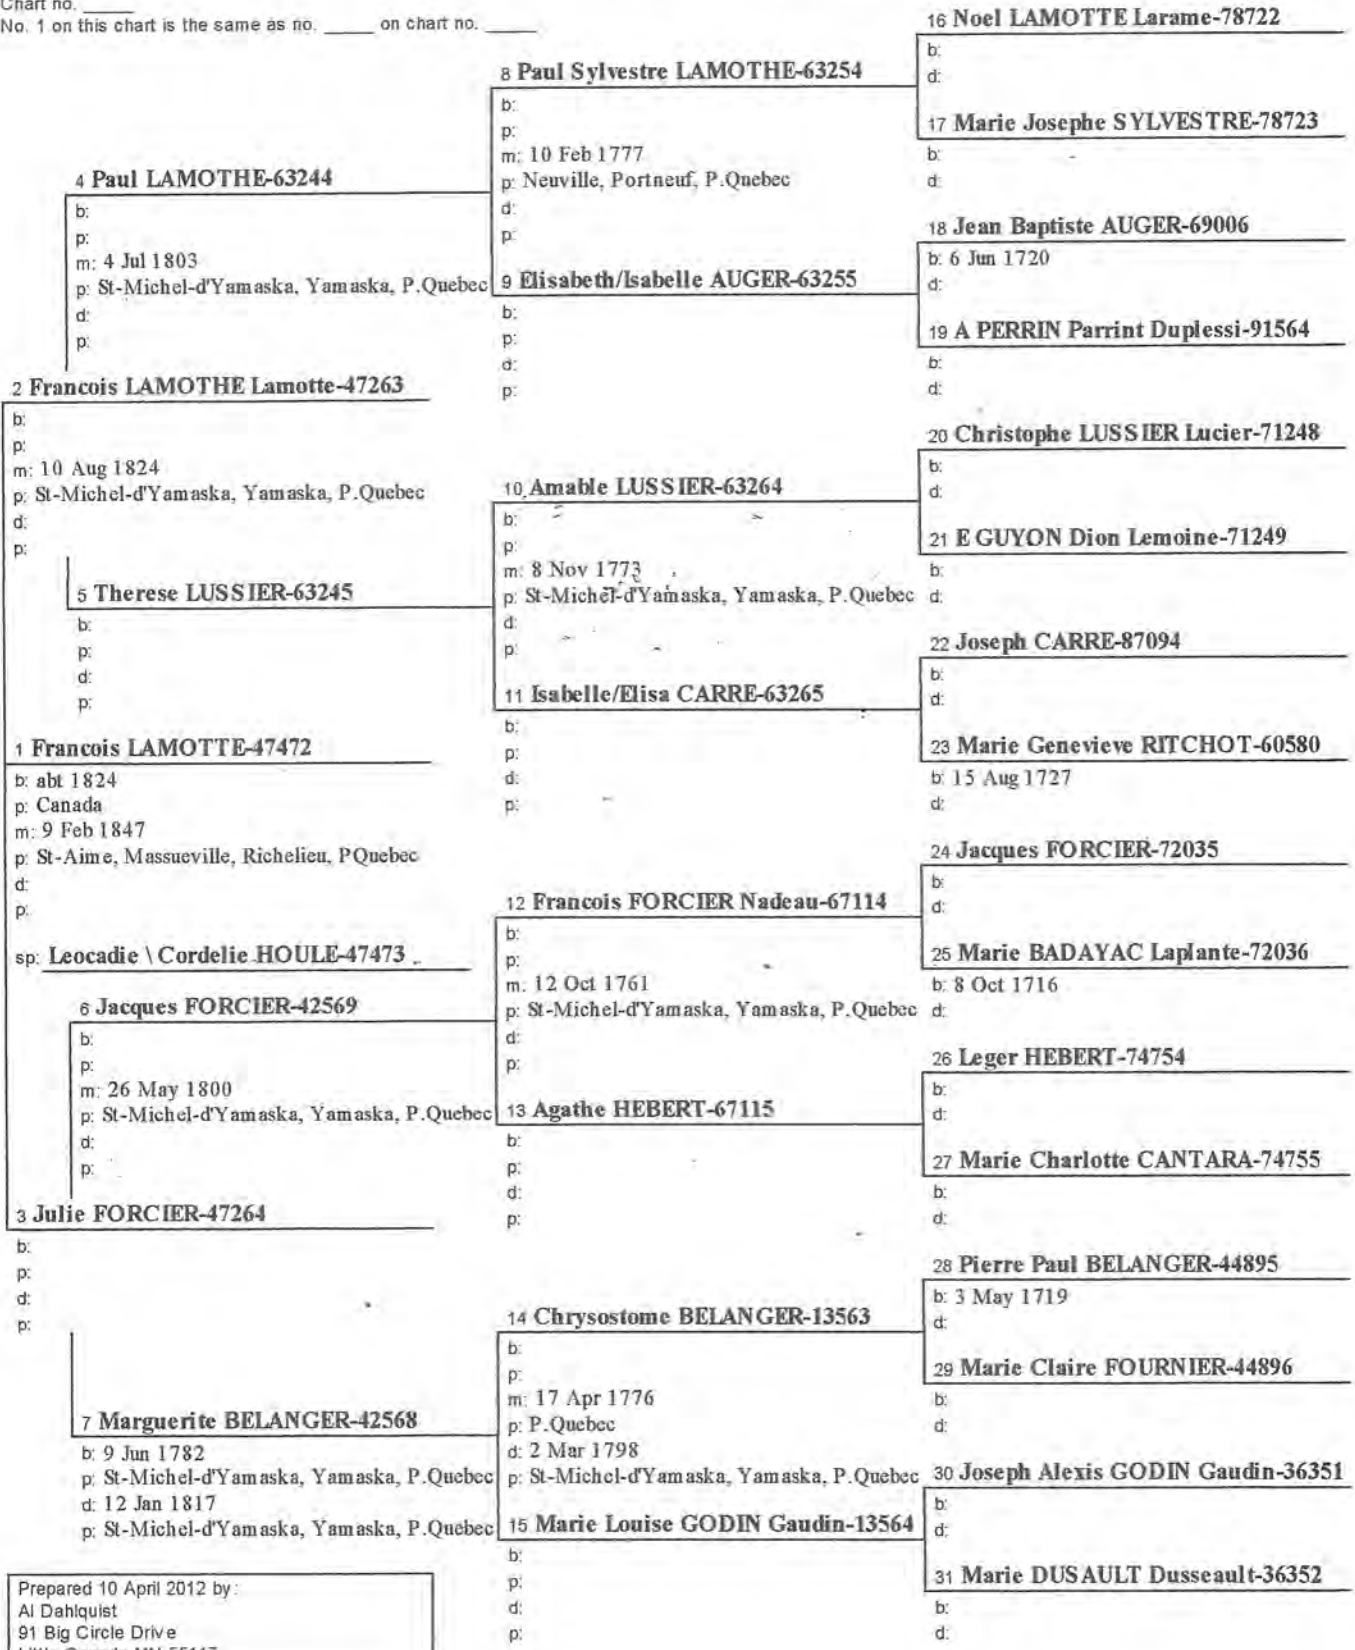 Chart no. _____
No. 1 on this chart is the same as no. _____ on chart no. _____
16 Noel LAMOTTE Larame-78722
b:
d:
8 Paul Sylvestre LAMOTHE-63254
b:
p:
m: 10 Feb 1777
p: Neuville, Portneuf, P.Quebec
d:
p:
17 Marie Josephe SYLVESTRE-78723
b:
d:
4 Paul LAMOTHE-63244
b:
p:
m: 4 Jul 1803
p: St-Michel-d'Yamaska, Yamaska, P.Quebec
d:
p:
18 Jean Baptiste AUGER-69006
b: 6 Jun 1720
d:
9 Elisabeth/Isabelle AUGER-63255
b:
p:
d:
p:
19 A PERRIN Parrint Duplessi-91564
b:
d:
2 Francois LAMOTHE Lamotte-47263
b:
p:
m: 10 Aug 1824
p: St-Michel-d'Yamaska, Yamaska, P.Quebec
d:
p:
20 Christophe LUSSIER Lucier-71248
b:
d:
10 Amable LUSSIER-63264
b:
p:
m: 8 Nov 1773
p: St-Michel-d'Yamaska, Yamaska, P.Quebec
d:
p:
21 E GUYON Dion Lemoine-71249
b:
d:
5 Therese LUSSIER-63245
b:
p:
d:
p:
22 Joseph CARRE-87094
b:
d:
11 Isabelle/Elisa CARRE-63265
b:
p:
d:
p:
23 Marie Genevieve RITCHOT-60580
b: 15 Aug 1727
d:
1 Francois LAMOTTE-47472
b: abt 1824
p: Canada
m: 9 Feb 1847
p: St-Aime, Massueville, Richelieu, PQuebec
d:
p:
sp: Leocadie \ Cordelie HOULE-47473
24 Jacques FORCIER-72035
b:
d:
12 Francois FORCIER Nadeau-67114
b:
p:
m: 12 Oct 1761
p: St-Michel-d'Yamaska, Yamaska, P.Quebec
d:
p:
25 Marie BADAYAC Laplante-72036
b: 8 Oct 1716
d:
6 Jacques FORCIER-42569
b:
p:
m: 26 May 1800
p: St-Michel-d'Yamaska, Yamaska, P.Quebec
d:
p:
26 Leger HEBERT-74754
b:
d:
13 Agathe HEBERT-67115
b:
p:
d:
p:
27 Marie Charlotte CANTARA-74755
b:
d:
3 Julie FORCIER-47264
b:
p:
d:
p:
28 Pierre Paul BELANGER-44895
b: 3 May 1719
d:
14 Chrysostome BELANGER-13563
b:
p:
m: 17 Apr 1776
p: P.Quebec
d: 2 Mar 1798
p: St-Michel-d'Yamaska, Yamaska, P.Quebec
29 Marie Claire FOURNIER-44896
b:
d:
7 Marguerite BELANGER-42568
b: 9 Jun 1782
p: St-Michel-d'Yamaska, Yamaska, P.Quebec
d: 12 Jan 1817
p: St-Michel-d'Yamaska, Yamaska, P.Quebec
30 Joseph Alexis GODIN Gaudin-36351
b:
d:
15 Marie Louise GODIN Gaudin-13564
b:
p:
d:
p:
31 Marie DUSAULT Dusseault-36352
b:
d:
Prepared 10 April 2012 by:
Al Dahlquist
91 Big Circle Drive